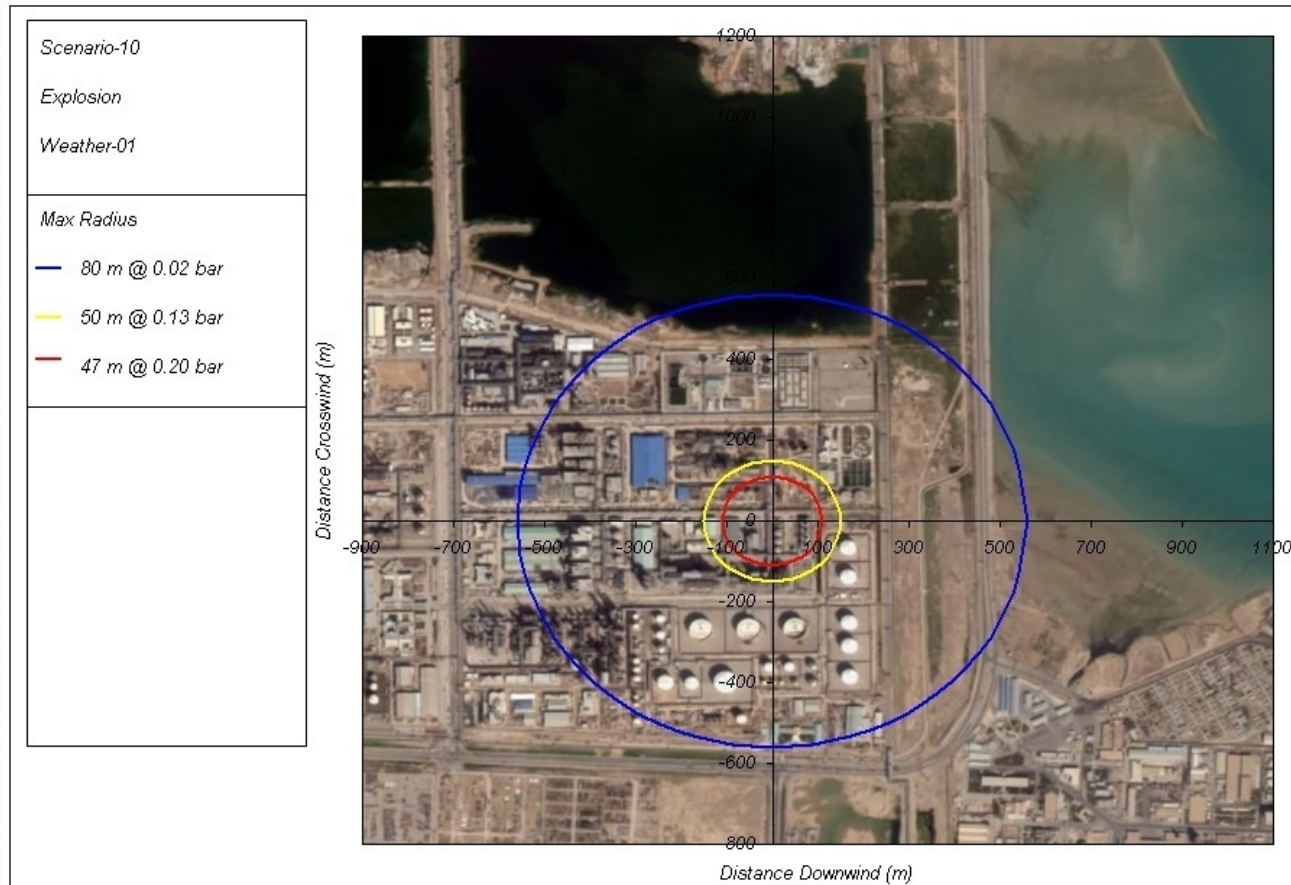 Scenario-10
Explosion
Weather-01
Max Radius
80 m @ 0.02 bar
50 m @ 0.13 bar
47 m @ 0.20 bar
Distance Crosswind (m)
1200
1000
800
400
200
0
-200
-400
-600
800
-900
-700
-500
-300
-100
100
300
500
700
900
1100
Distance Downwind (m)